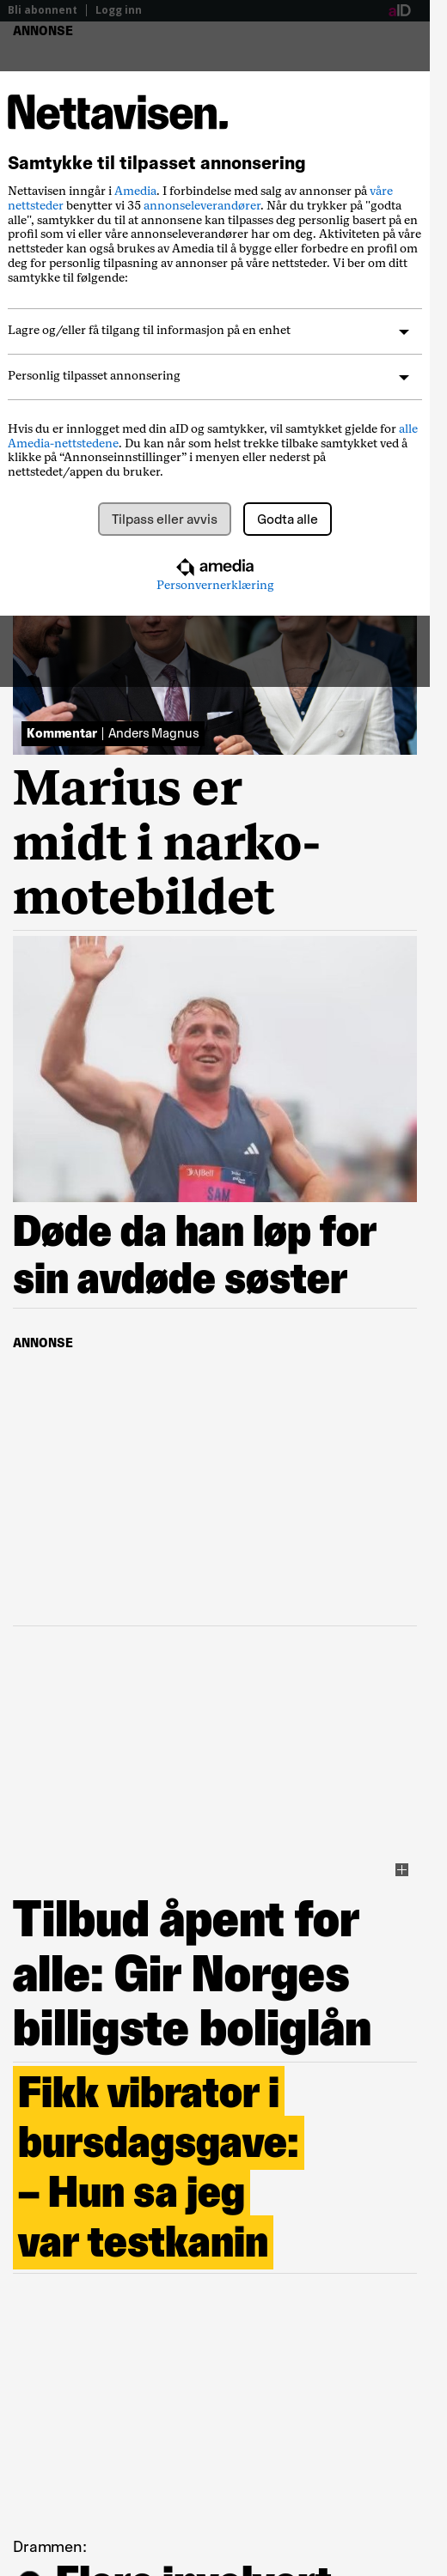 Bli abonnent | Logg inn aID
ANNONSE
Nettavisen.
Samtykke til tilpasset annonsering
Nettavisen inngår i Amedia. I forbindelse med salg av annonser på våre
nettsteder benytter vi 35 annonseleverandører. Når du trykker på "godta
alle", samtykker du til at annonsene kan tilpasses deg personlig basert på en
profil som vi eller våre annonseleverandører har om deg. Aktiviteten på våre
nettsteder kan også brukes av Amedia til å bygge eller forbedre en profil om
deg for personlig tilpasning av annonser på våre nettsteder. Vi ber om ditt
samtykke til følgende:
Lagre og/eller få tilgang til informasjon på en enhet
Personlig tilpasset annonsering
Hvis du er innlogget med din aID og samtykker, vil samtykket gjelde for alle
Amedia-nettstedene. Du kan når som helst trekke tilbake samtykket ved å
klikke på “Annonseinnstillinger” i menyen eller nederst på
nettstedet/appen du bruker.
Tilpass eller avvis Godta alle
amedia
Personvernerklæring
Kommentar | Anders Magnus
Marius er
midt i narko-
motebildet
SAM
Døde da han løp for
sin avdøde søster
ANNONSE
Tilbud åpent for
alle: Gir Norges
billigste boliglån
Fikk vibrator i
bursdagsgave:
– Hun sa jeg
var testkanin
Drammen:
Flere involvert